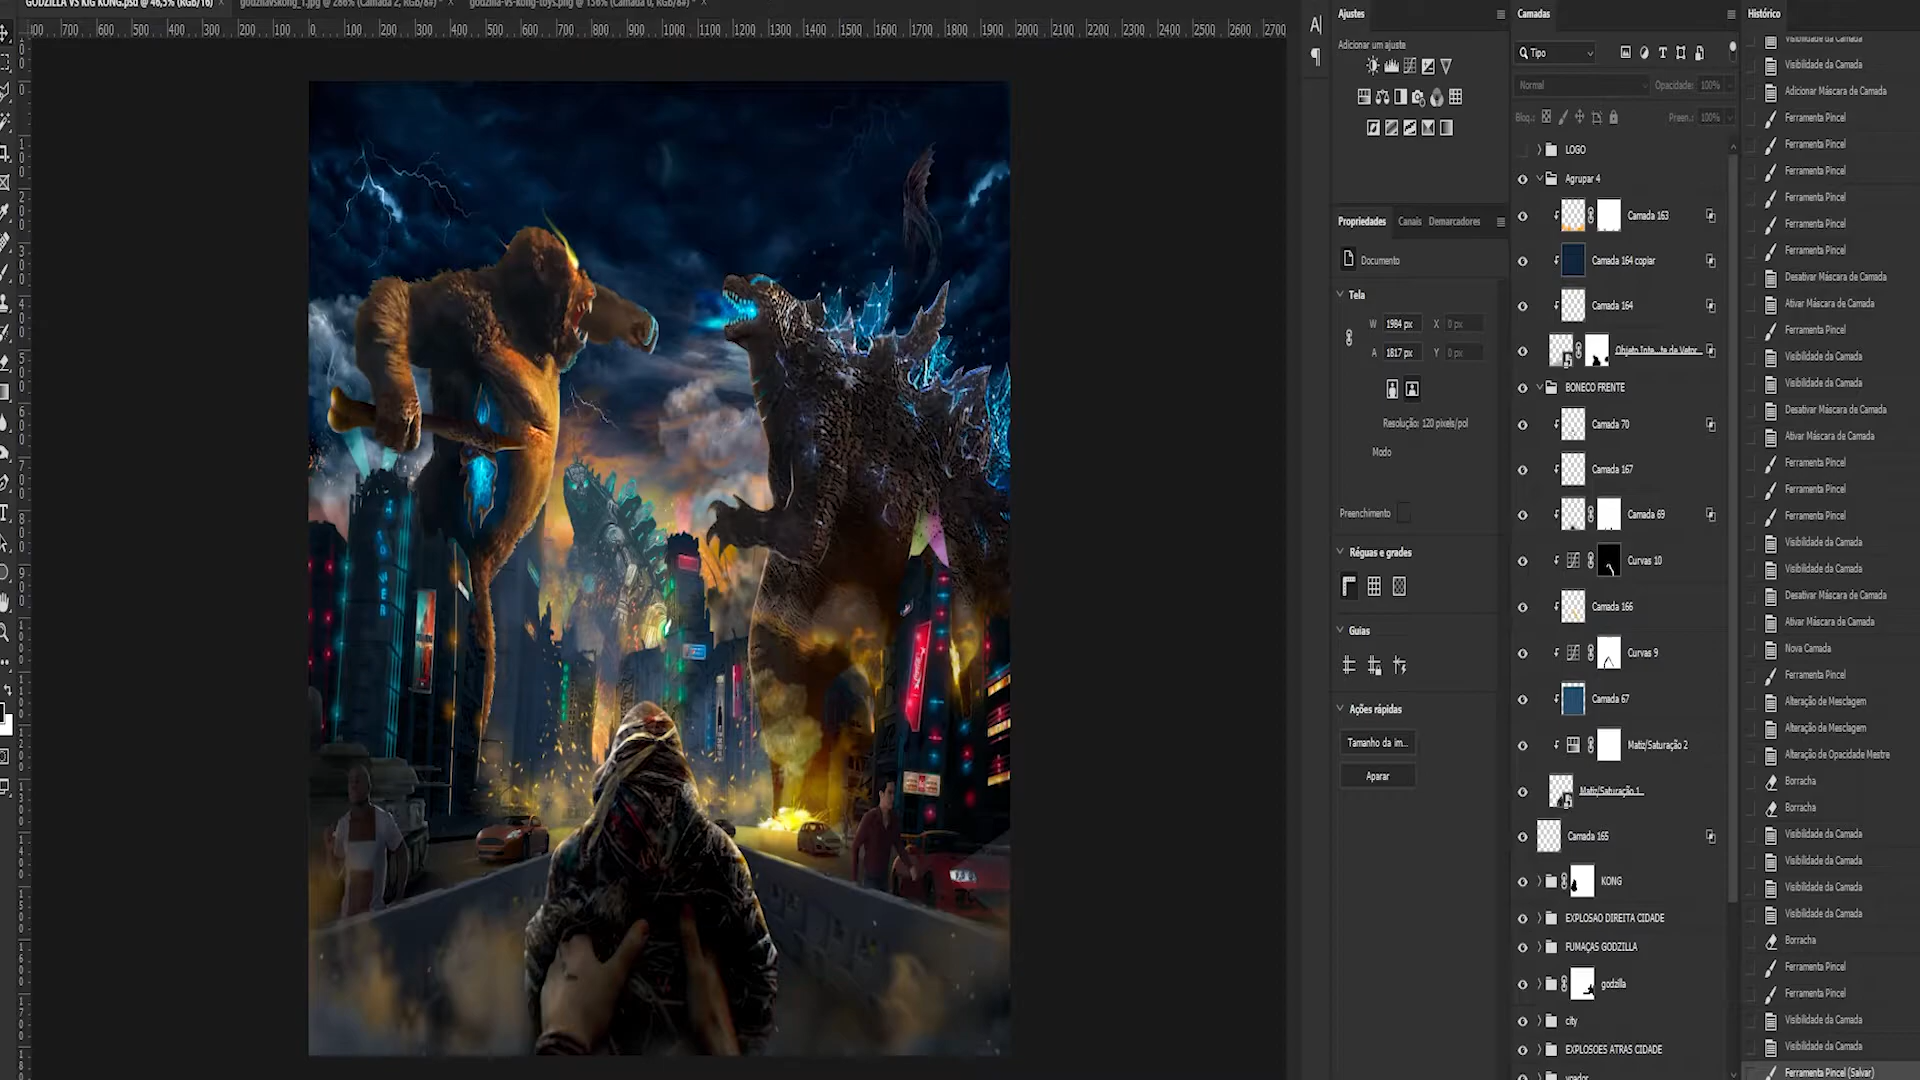 GODZILLA VS KIG KONG.psd @ 46,5% (RGB/16) ×
godzilavskong_1.jpg @ 286% (Camada 2, RGB/8#) * ×
godzilla-vs-kong-toys.png @ 136% (Camada 0, RGB/8#) * ×
Ajustes
Adicionar um ajuste
Propriedades Canais Demarcadores
Documento
Tela
W 1984 px X 0 px
A 1817 px Y 0 px
Resolução: 120 pixels/pol
Modo
Preenchimento
Réguas e grades
Guias
Ações rápidas
Tamanho da im...
Aparar
Camadas
Tipo
Normal Opacidade: 100%
Bloq.: Preen.: 100%
LOGO
Agrupar 4
Camada 163
Camada 164 copiar
Camada 164
Objeto Inte...te de Vetor...
BONECO FRENTE
Camada 70
Camada 167
Camada 69
Curvas 10
Camada 166
Curvas 9
Camada 67
Matiz/Saturação 2
Matiz/Saturação 1...
Camada 165
KONG
EXPLOSAO DIREITA CIDADE
FUMAÇAS GODZILLA
godzilla
city
EXPLOSOES ATRAS CIDADE
voador
Histórico
Visibilidade da Camada
Visibilidade da Camada
Adicionar Máscara de Camada
Ferramenta Pincel
Ferramenta Pincel
Ferramenta Pincel
Ferramenta Pincel
Ferramenta Pincel
Ferramenta Pincel
Desativar Máscara de Camada
Ativar Máscara de Camada
Ferramenta Pincel
Visibilidade da Camada
Visibilidade da Camada
Desativar Máscara de Camada
Ativar Máscara de Camada
Ferramenta Pincel
Ferramenta Pincel
Ferramenta Pincel
Visibilidade da Camada
Visibilidade da Camada
Desativar Máscara de Camada
Ativar Máscara de Camada
Nova Camada
Ferramenta Pincel
Alteração de Mesclagem
Alteração de Mesclagem
Alteração de Opacidade Mestre
Borracha
Borracha
Visibilidade da Camada
Visibilidade da Camada
Visibilidade da Camada
Visibilidade da Camada
Borracha
Ferramenta Pincel
Ferramenta Pincel
Visibilidade da Camada
Visibilidade da Camada
Ferramenta Pincel (Salvar)